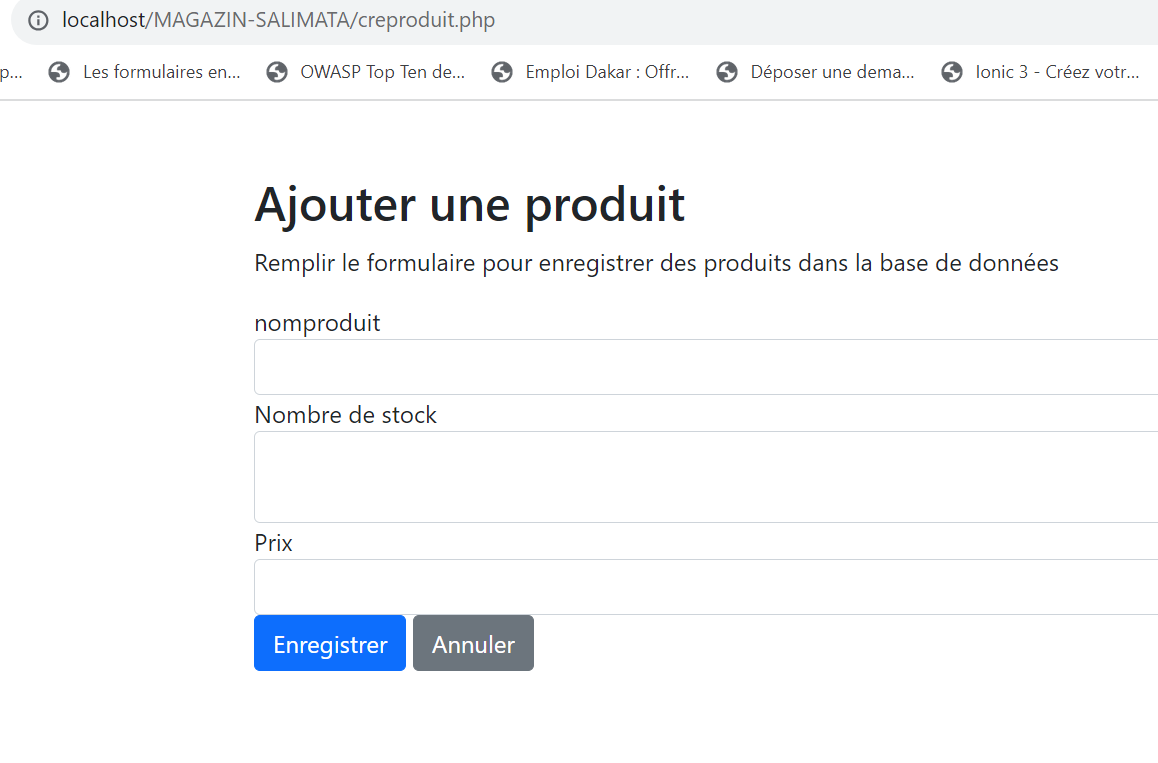 localhost/MAGAZIN-SALIMATA/creproduit.php
p... Les formulaires en... OWASP Top Ten de... Emploi Dakar : Offr... Déposer une dema... Ionic 3 - Créez votr...
Ajouter une produit
Remplir le formulaire pour enregistrer des produits dans la base de données
nomproduit
Nombre de stock
Prix
Enregistrer Annuler